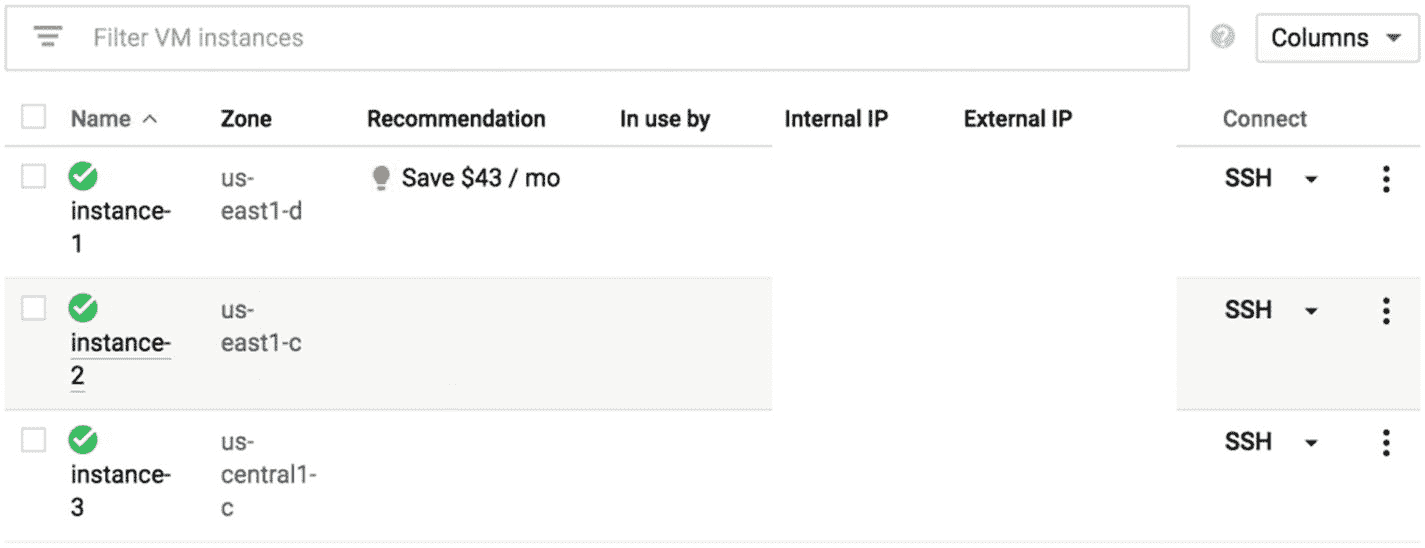 Filter VM instances ? Columns
Name Zone Recommendation In use by Internal IP External IP Connect
us- Save $43 / mo SSH
instance- east1-d
1
us- SSH
instance- east1-c
2
us- SSH
instance- central1-
3 c